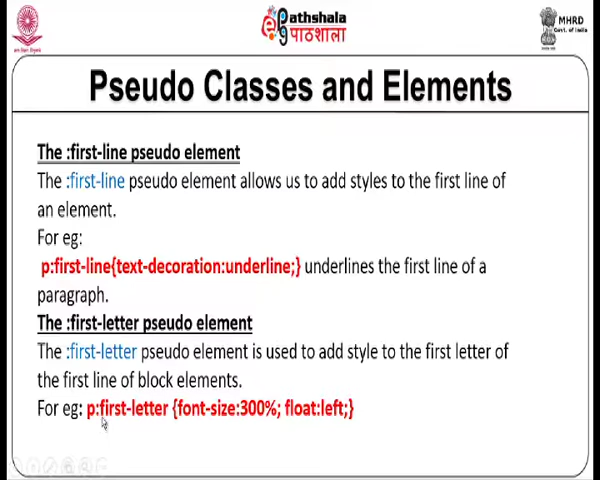 Pathshala
पाठशाला
MHRD
Govt. of India
Pseudo Classes and Elements
The :first-line pseudo element
The :first-line pseudo element allows us to add styles to the first line of
an element.
For eg:
p:first-line{text-decoration:underline;} underlines the first line of a
paragraph.
The :first-letter pseudo element
The :first-letter pseudo element is used to add style to the first letter of
the first line of block elements.
For eg: p:first-letter {font-size:300%; float:left;}